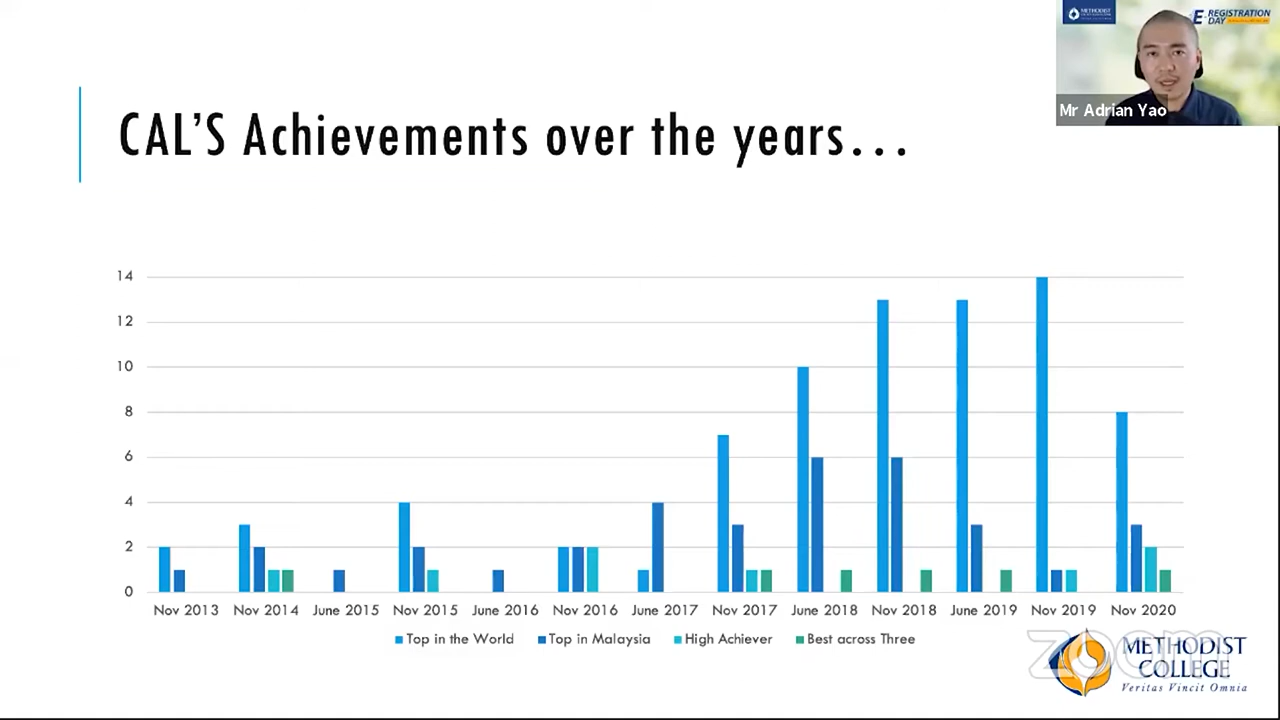 METHODIST
E-REGISTRATION
DAY
Mr Adrian Yao
CAL'S Achievements over the years...
14
12
10
8
6
4
2
0
Nov 2013 Nov 2014 June 2015 Nov 2015 June 2016 Nov 2016 June 2017 Nov 2017 June 2018 Nov 2018 June 2019 Nov 2019 Nov 2020
Top in the World Top in Malaysia High Achiever Best across Three
zoom
METHODIST
COLLEGE
Veritas Vincit Omnia